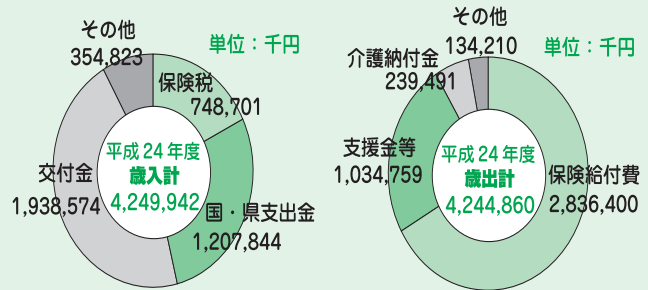 単位：千円
その他
354,823
保険税
748,701
交付金
1,938,574
国・県支出金
1,207,844
平成24年度
歳入計
4,249,942
単位：千円
その他
134,210
介護納付金
239,491
支援金等
1,034,759
保険給付費
2,836,400
平成24年度
歳出計
4,244,860